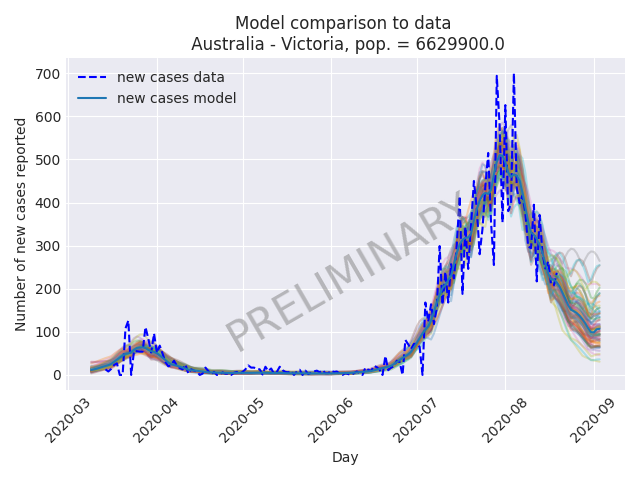 Model comparison to data
Australia - Victoria, pop. = 6629900.0
new cases data
new cases model
Number of new cases reported
700
600
500
400
300
200
100
0
PRELIMINARY
2020-03
2020-04
2020-05
2020-06
2020-07
2020-08
2020-09
Day